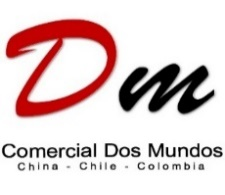 Dm
Comercial Dos Mundos
China - Chile - Colombia